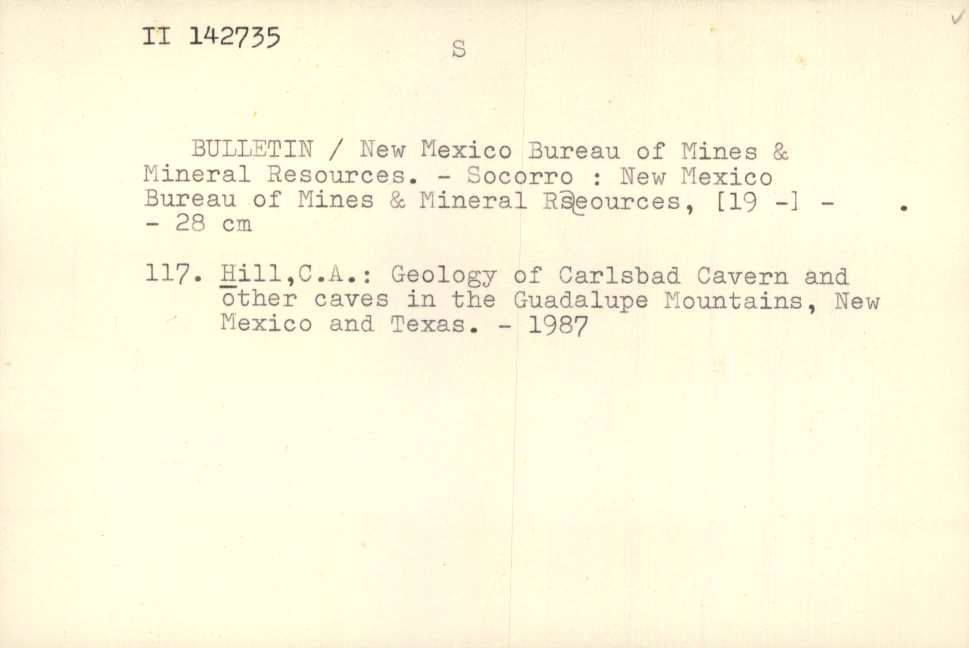 II 142735
S
BULLETIN / New Mexico Bureau of Mines &
Mineral Resources. - Socorro : New Mexico
Bureau of Mines & Mineral Rseources, [19 -] - .
- 28 cm
117. Hill,C.A.: Geology of Carlsbad Cavern and
other caves in the Guadalupe Mountains, New
Mexico and Texas. - 1987